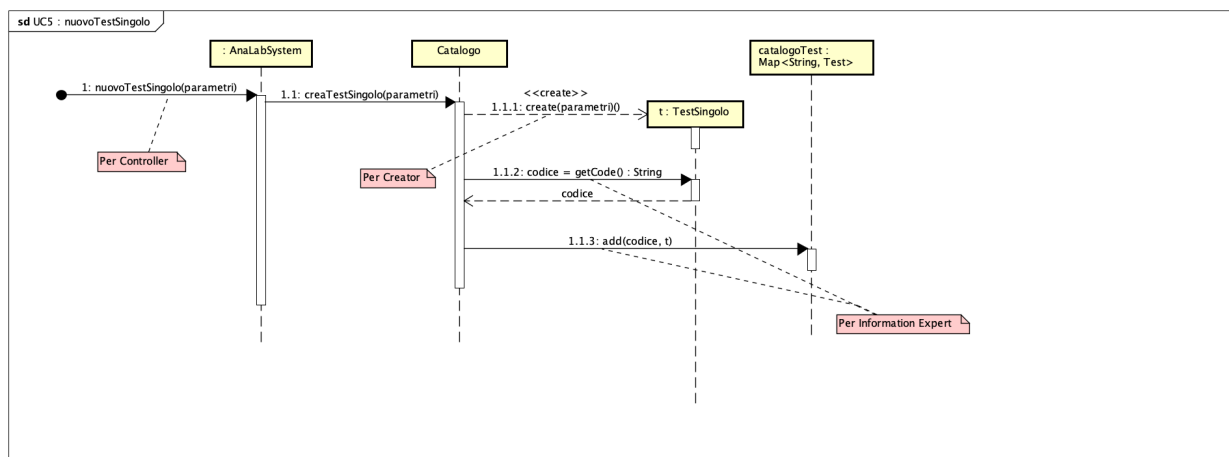 sd UC5 : nuovoTestSingolo
: AnaLabSystem
Catalogo
catalogoTest :
Map<String, Test>
1: nuovoTestSingolo(parametri)
1.1: creaTestSingolo(parametri)
<<create>>
1.1.1: create(parametri)()
t : TestSingolo
Per Controller
Per Creator
1.1.2: codice = getCode() : String
codice
1.1.3: add(codice, t)
Per Information Expert